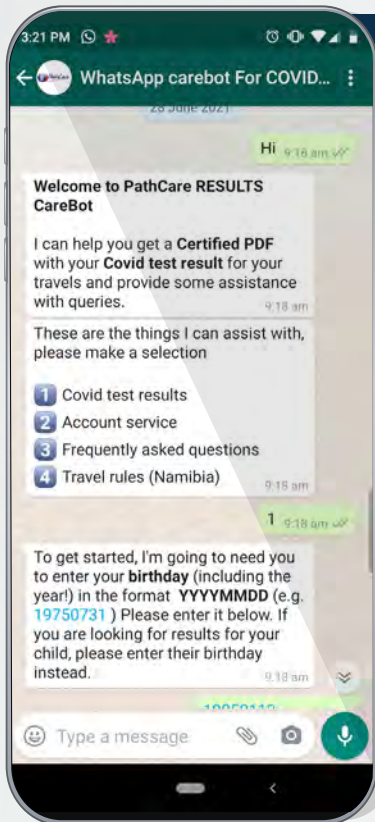 3:21 PM
WhatsApp carebot For COVID...
28 June 2021
Hi 9:18 am
Welcome to PathCare RESULTS
CareBot
I can help you get a Certified PDF
with your Covid test result for your
travels and provide some assistance
with queries.
9:18 am
These are the things I can assist with,
please make a selection
1 Covid test results
2 Account service
3 Frequently asked questions
4 Travel rules (Namibia)
9:18 am
1 9:18 am
To get started, I'm going to need you
to enter your birthday (including the
year!) in the format YYYYMMDD (e.g.
19750731 ) Please enter it below. If
you are looking for results for your
child, please enter their birthday
instead.
9:18 am
Type a message